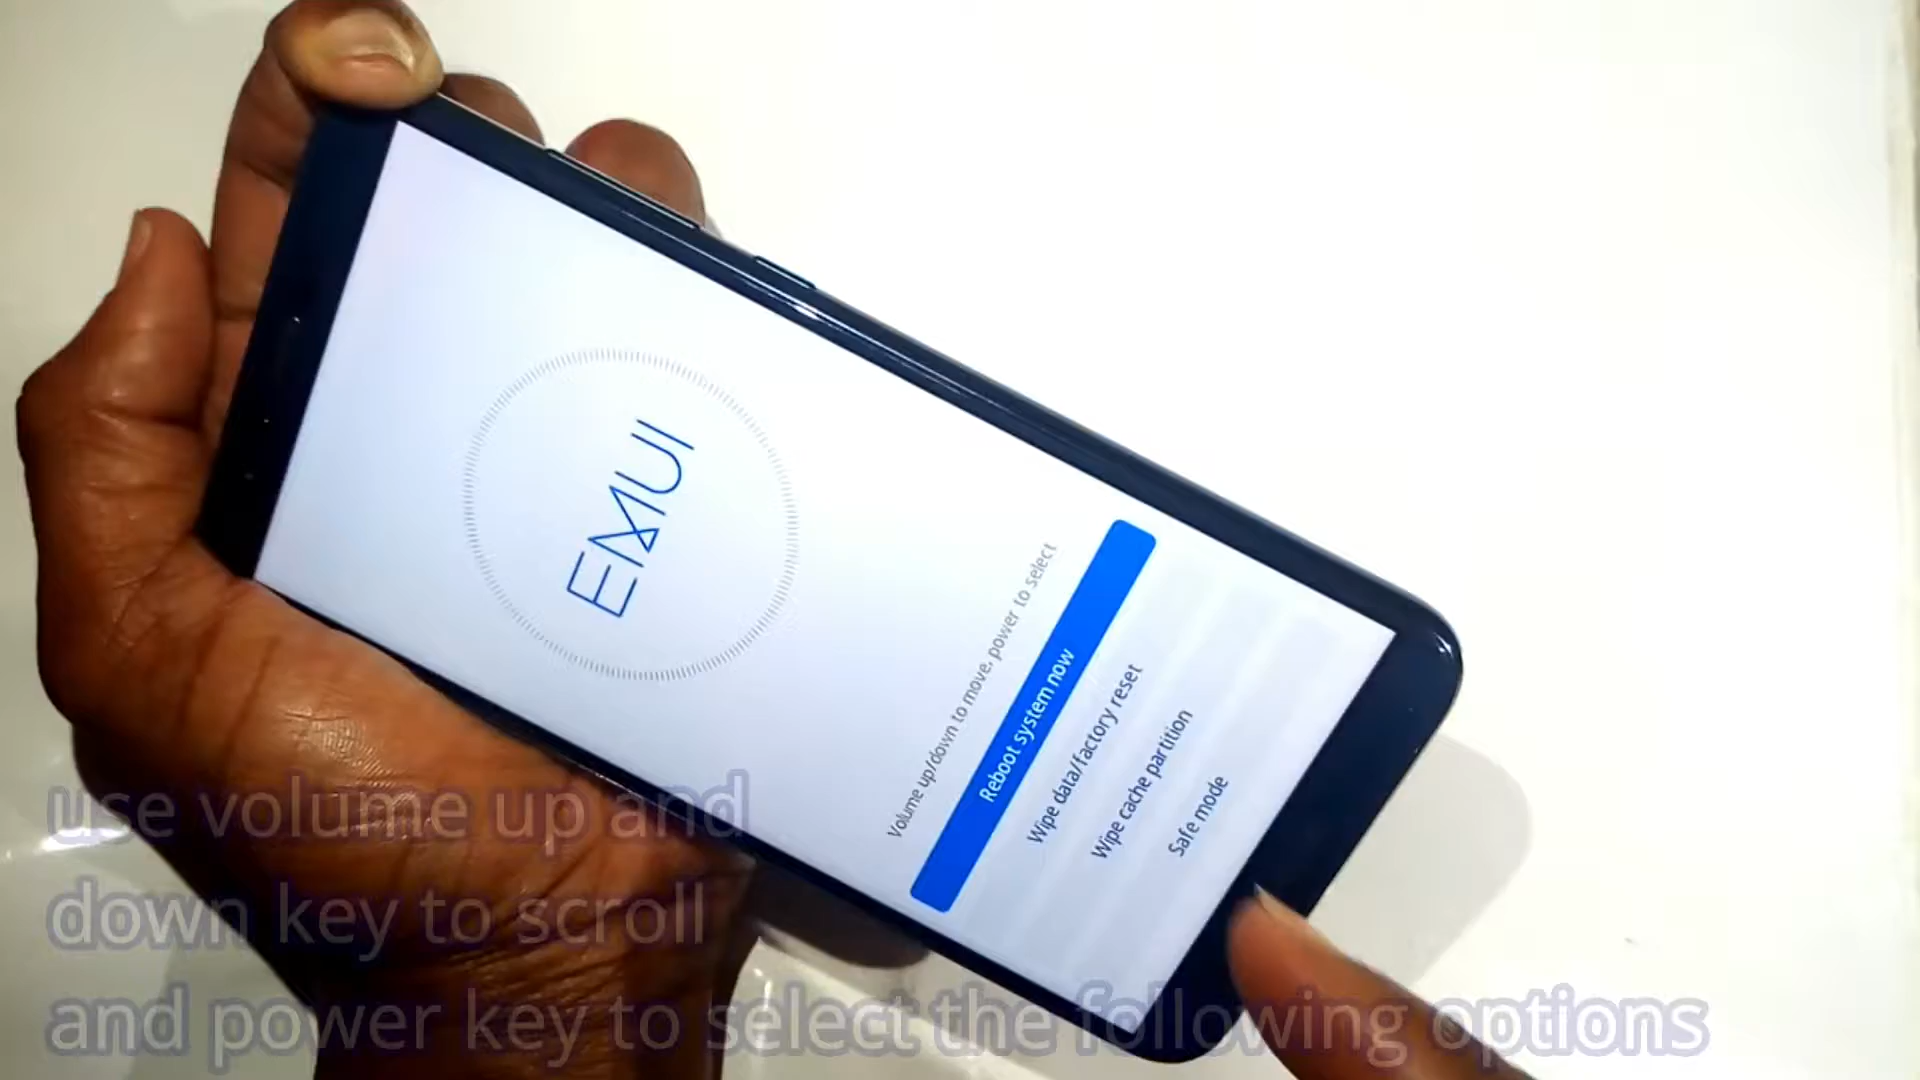 EMUI
Volume up/down to move, power to select
Reboot system now
Wipe data/factory reset
Wipe cache partition
Safe mode
use volume up and
down key to scroll
and power key to select the following options